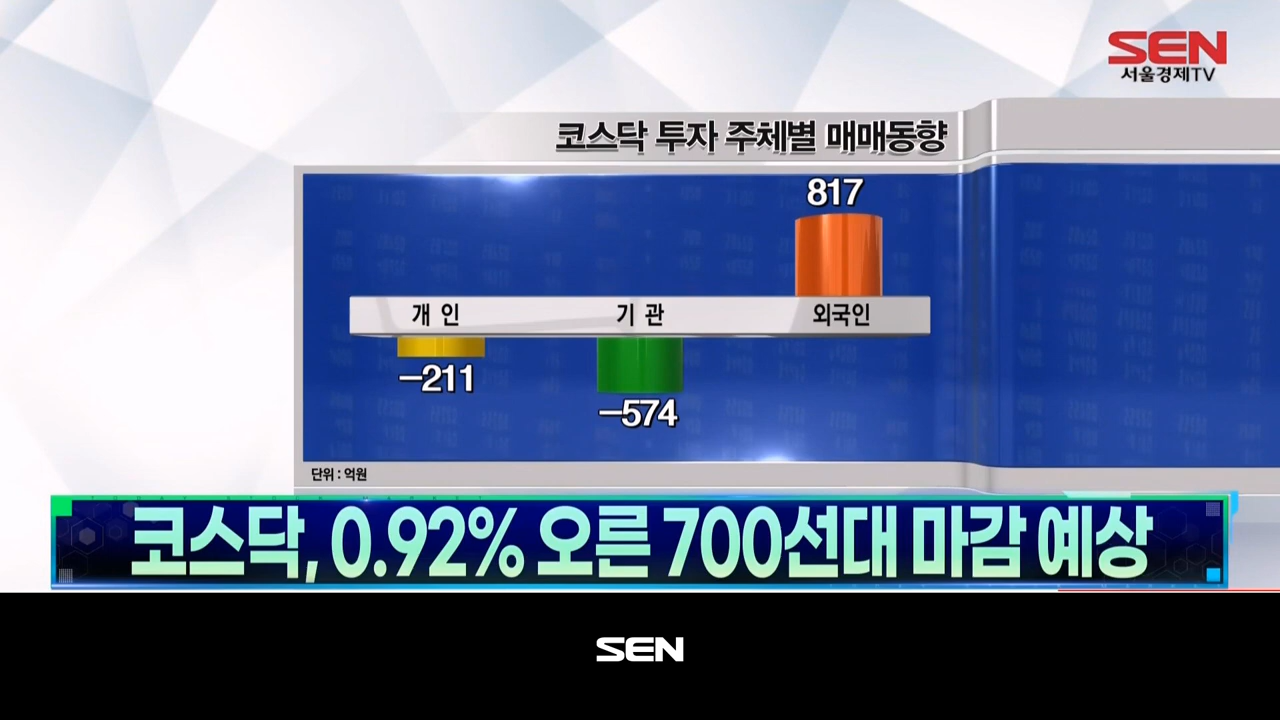 SEN
서울경제TV
코스닥 투자 주체별 매매동향
817
개 인 기 관 외국인
-211
-574
단위 : 억원
코스닥, 0.92% 오른 700선대 마감 예상
SEN